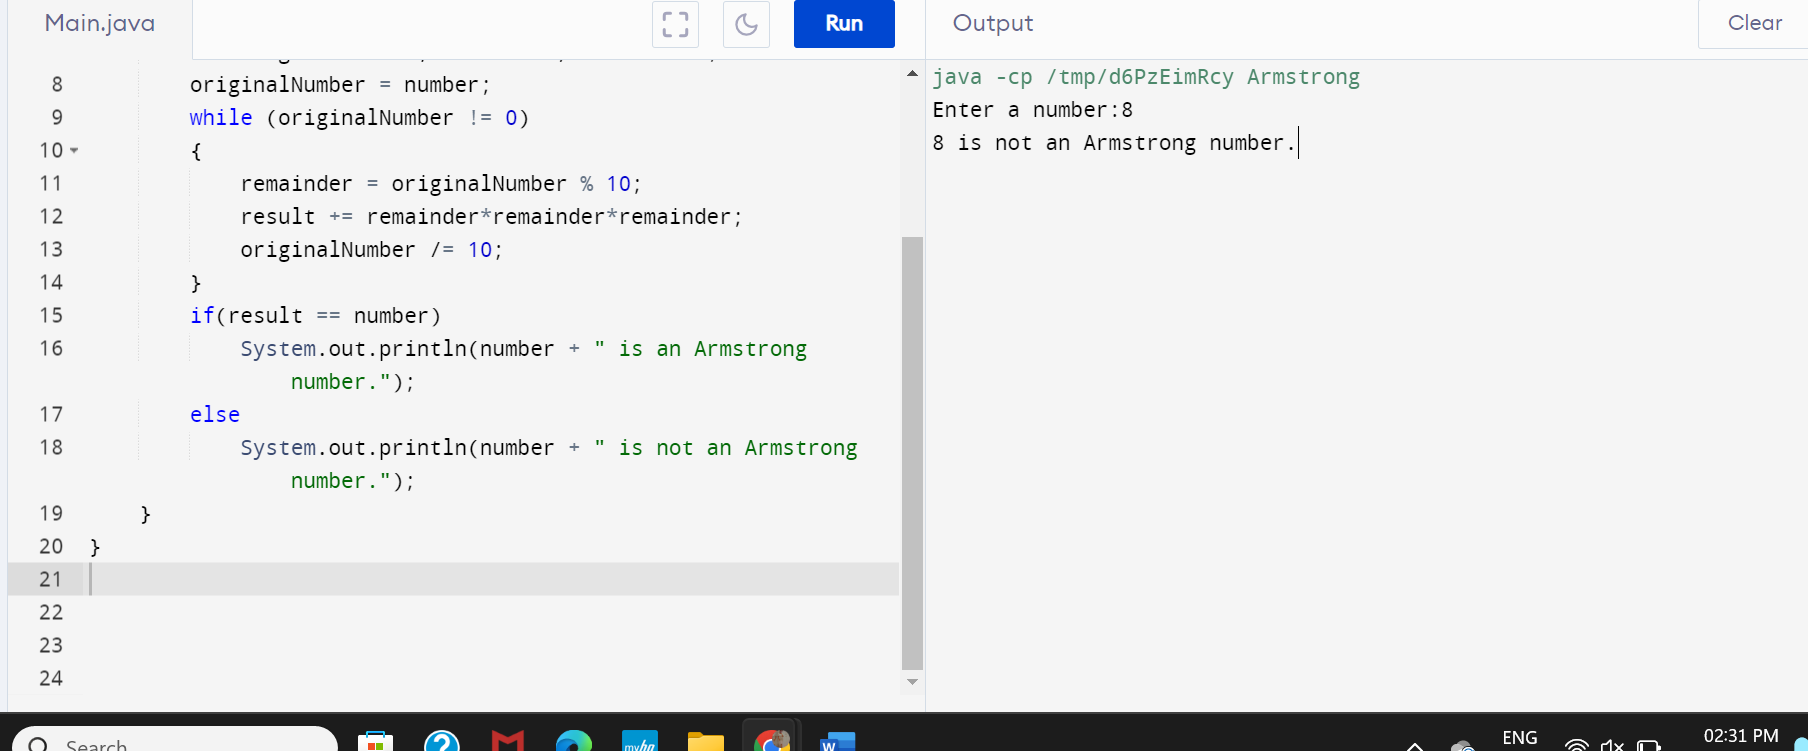 Main.java
Run
Output
Clear
8 originalNumber = number;
9 while (originalNumber != 0)
10 {
11 remainder = originalNumber % 10;
12 result += remainder*remainder*remainder;
13 originalNumber /= 10;
14 }
15 if(result == number)
16 System.out.println(number + " is an Armstrong
number.");
17 else
18 System.out.println(number + " is not an Armstrong
number.");
19 }
20 }
21
22
23
24
java -cp /tmp/d6PzEimRcy Armstrong
Enter a number:8
8 is not an Armstrong number.
Search
myhp
W
ENG
02:31 PM